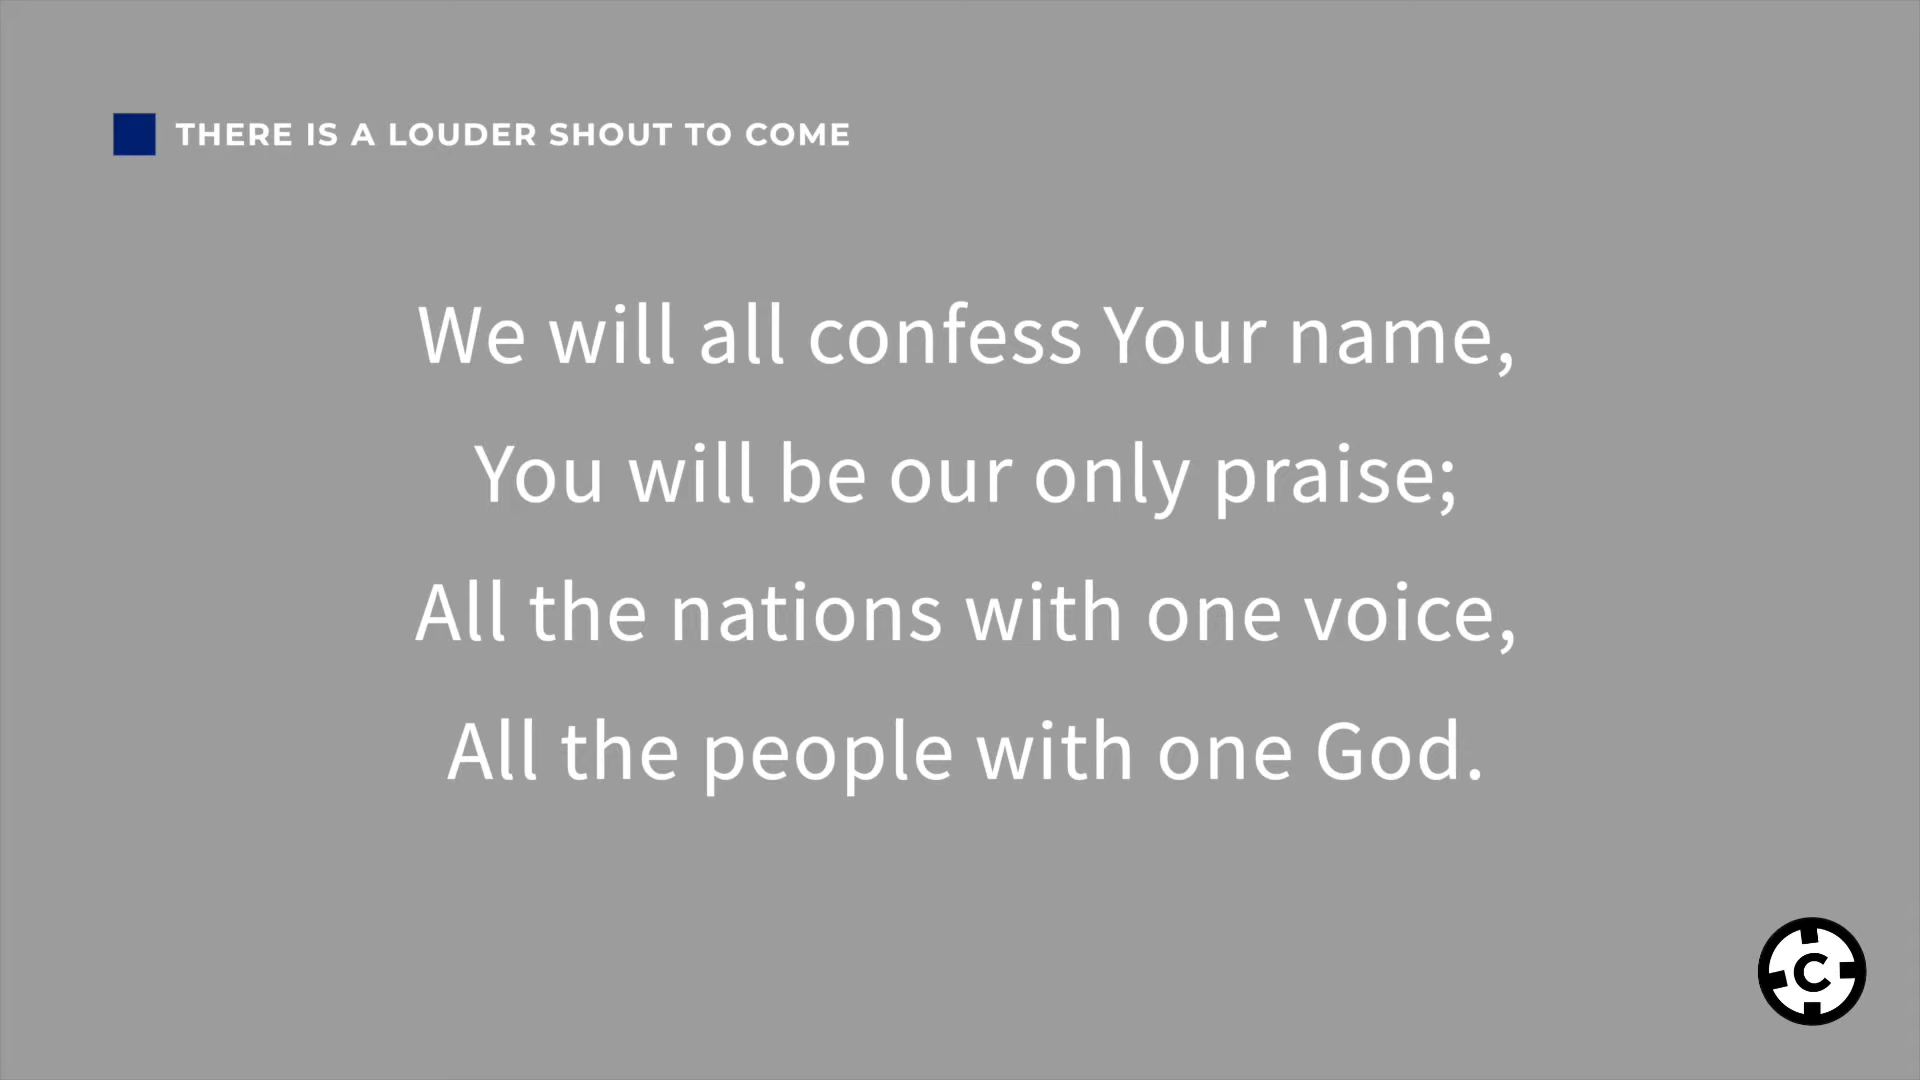 THERE IS A LOUDER SHOUT TO COME
We will all confess Your name,
You will be our only praise;
All the nations with one voice,
All the people with one God.
C